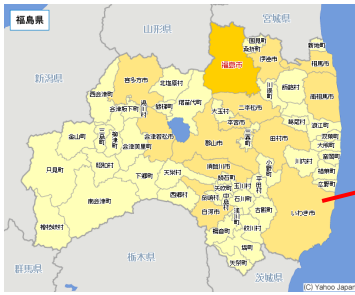 福島県
山形県
宮城県
新潟県
国見町
桑折町
新地町
伊達市
福島市
相馬市
喜多方市
北塩原村
西会津町
飯舘村
川俣町
南相馬市
猪苗代町
湯川村
磐梯町
会津坂下町
大玉村
二本松市
本宮市
葛尾村
浪江町
双葉町
大熊町
三春町
田村市
富岡町
金山町
三島町
柳津町
会津若松市
会津美里町
郡山市
川内村
楢葉町
広野町
只見町
昭和村
下郷町
天栄村
須賀川市
鏡石町
小野町
平田村
玉川村
矢吹町
西郷村
泉崎村
中島村
石川町
いわき市
南会津町
白河市
浅川町
古殿町
檜枝岐村
棚倉町
鮫川村
塙町
矢祭町
群馬県
栃木県
茨城県
(C) Yahoo Japan